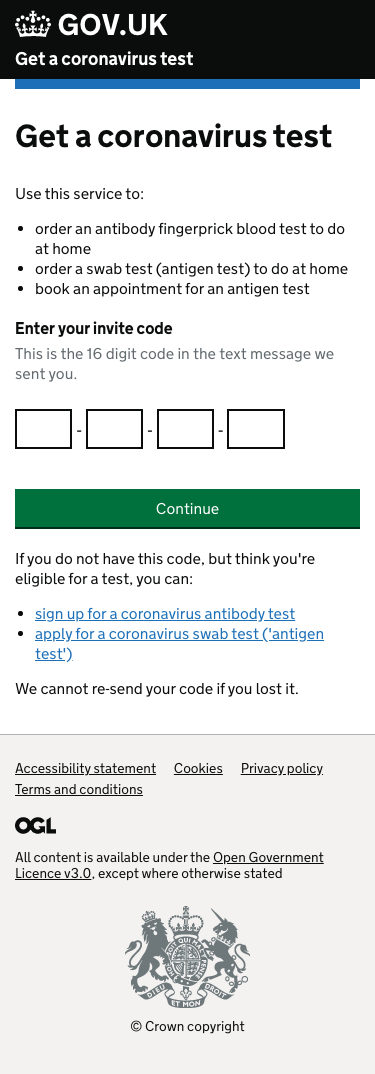 GOV.UK
Get a coronavirus test
Get a coronavirus test
Use this service to:
order an antibody fingerprick blood test to do
at home
order a swab test (antigen test) to do at home
book an appointment for an antigen test
Enter your invite code
This is the 16 digit code in the text message we
sent you.
- - -
Continue
If you do not have this code, but think you're
eligible for a test, you can:
sign up for a coronavirus antibody test
apply for a coronavirus swab test ('antigen
test')
We cannot re-send your code if you lost it.
Accessibility statement Cookies Privacy policy
Terms and conditions
OGL
All content is available under the Open Government
Licence v3.0, except where otherwise stated
DIEU ET MON
© Crown copyright